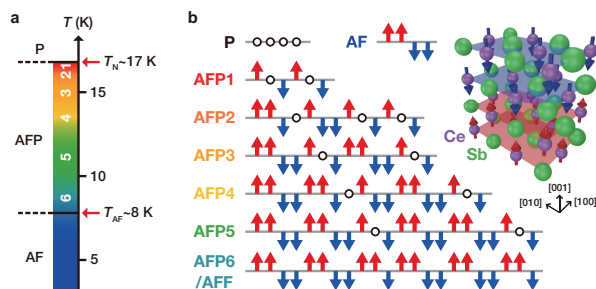 a
T (K)
P
T_N~17 K
1
2
3
15
4
AFP
5
10
6
T_AF~8 K
AF
5
b
P
AF
AFP1
AFP2
AFP3
AFP4
AFP5
AFP6
/AFF
Ce
Sb
[001]
[010]
[100]